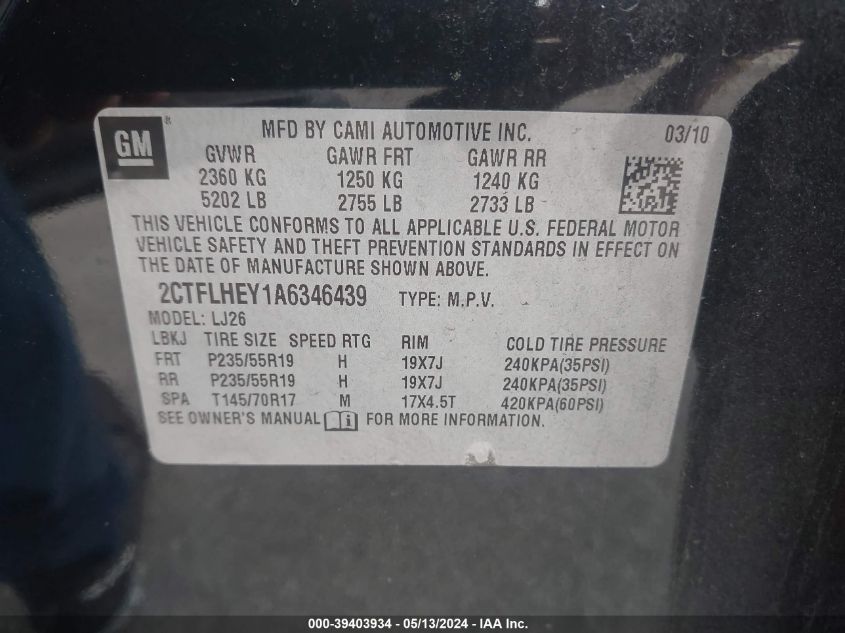 GM ®
MFD BY CAMI AUTOMOTIVE INC. 03/10
GVWR GAWR FRT GAWR RR
2360 KG 1250 KG 1240 KG
5202 LB 2755 LB 2733 LB
THIS VEHICLE CONFORMS TO ALL APPLICABLE U.S. FEDERAL MOTOR
VEHICLE SAFETY AND THEFT PREVENTION STANDARDS IN EFFECT ON
THE DATE OF MANUFACTURE SHOWN ABOVE.
2CTFLHEY1A6346439 TYPE: M.P.V.
MODEL: LJ26
LBKJ TIRE SIZE SPEED RTG RIM COLD TIRE PRESSURE
FRT P235/55R19 H 19X7J 240KPA(35PSI)
RR P235/55R19 H 19X7J 240KPA(35PSI)
SPA T145/70R17 M 17X4.5T 420KPA(60PSI)
SEE OWNER'S MANUAL FOR MORE INFORMATION.
000-39403934 / 05/13/2024 - IAA Inc.